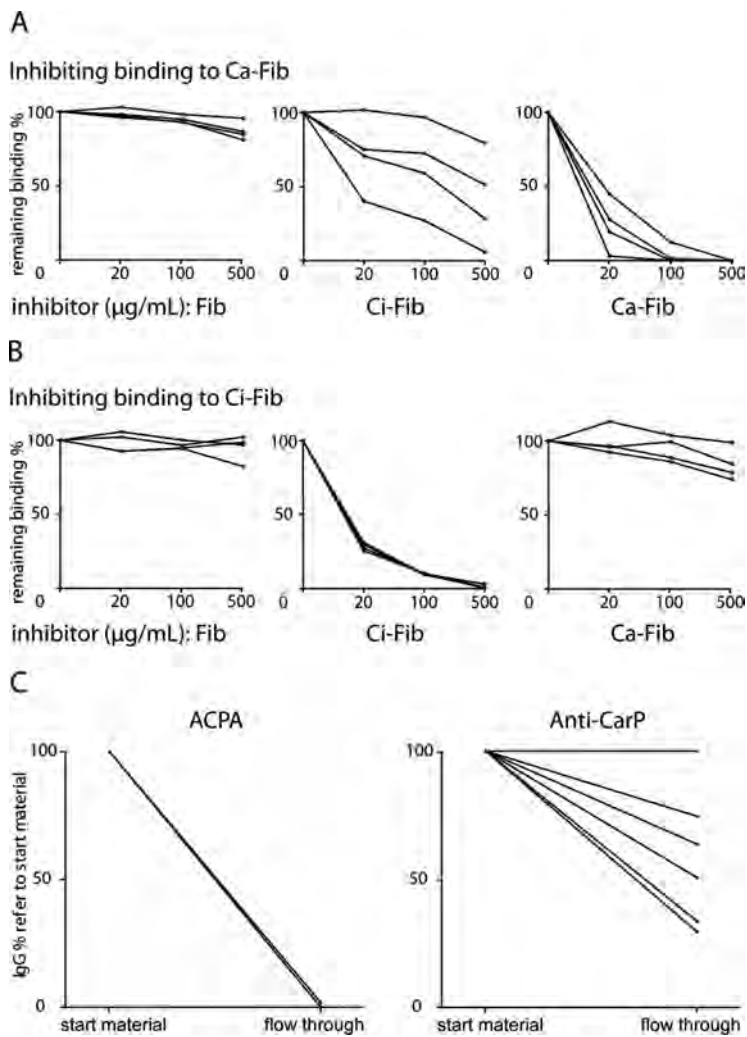 A
Inhibiting binding to Ca-Fib
remaining binding %
100
50
0
20
100
500
inhibitor (µg/mL): Fib
100
50
0
20
100
500
Ci-Fib
100
50
0
20
100
500
Ca-Fib
B
Inhibiting binding to Ci-Fib
remaining binding %
100
50
0
20
100
500
inhibitor (µg/mL): Fib
100
50
0
20
100
500
Ci-Fib
100
50
0
20
100
500
Ca-Fib
C
ACPA
IgG % refer to start material
100
50
0
start material
flow through
Anti-CarP
100
50
0
start material
flow through